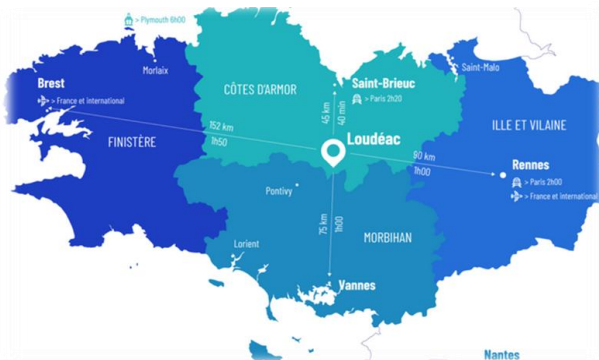 > Plymouth 6h00
Morlaix
Brest
> France et international
CÔTES D'ARMOR
Saint-Brieuc
> Paris 2h20
Saint-Malo
45 km
40 min
ILLE ET VILAINE
FINISTÈRE
152 km
1h50
Loudéac
90 km
1h00
Rennes
> Paris 2h00
> France et international
Pontivy
75 km
1h00
MORBIHAN
Lorient
Vannes
Nantes